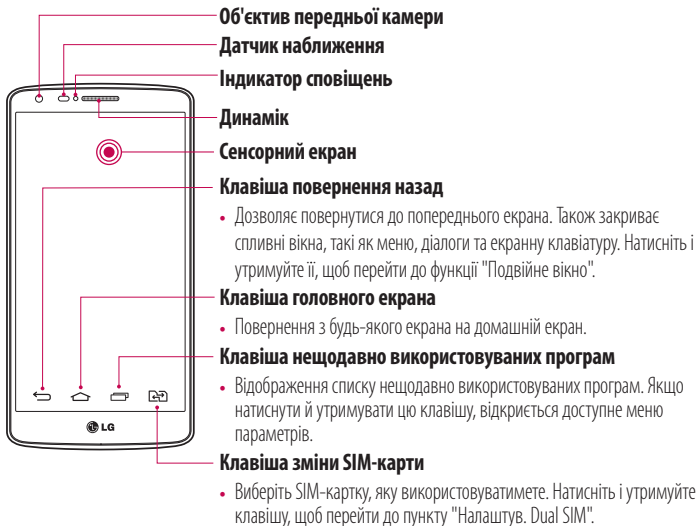 Об'єктив передньої камери
Датчик наближення
Індикатор сповіщень
Динамік
Сенсорний екран
Клавіша повернення назад
• Дозволяє повернутися до попереднього екрана. Також закриває
спливні вікна, такі як меню, діалоги та екранну клавіатуру. Натисніть і
утримуйте її, щоб перейти до функції "Подвійне вікно".
Клавіша головного екрана
• Повернення з будь-якого екрана на домашній екран.
Клавіша нещодавно використовуваних програм
• Відображення списку нещодавно використовуваних програм. Якщо
натиснути й утримувати цю клавішу, відкриється доступне меню
параметрів.
LG
Клавіша зміни SIM-карти
• Виберіть SIM-картку, яку використовуватимете. Натисніть і утримуйте
клавішу, щоб перейти до пункту "Налаштув. Dual SIM".